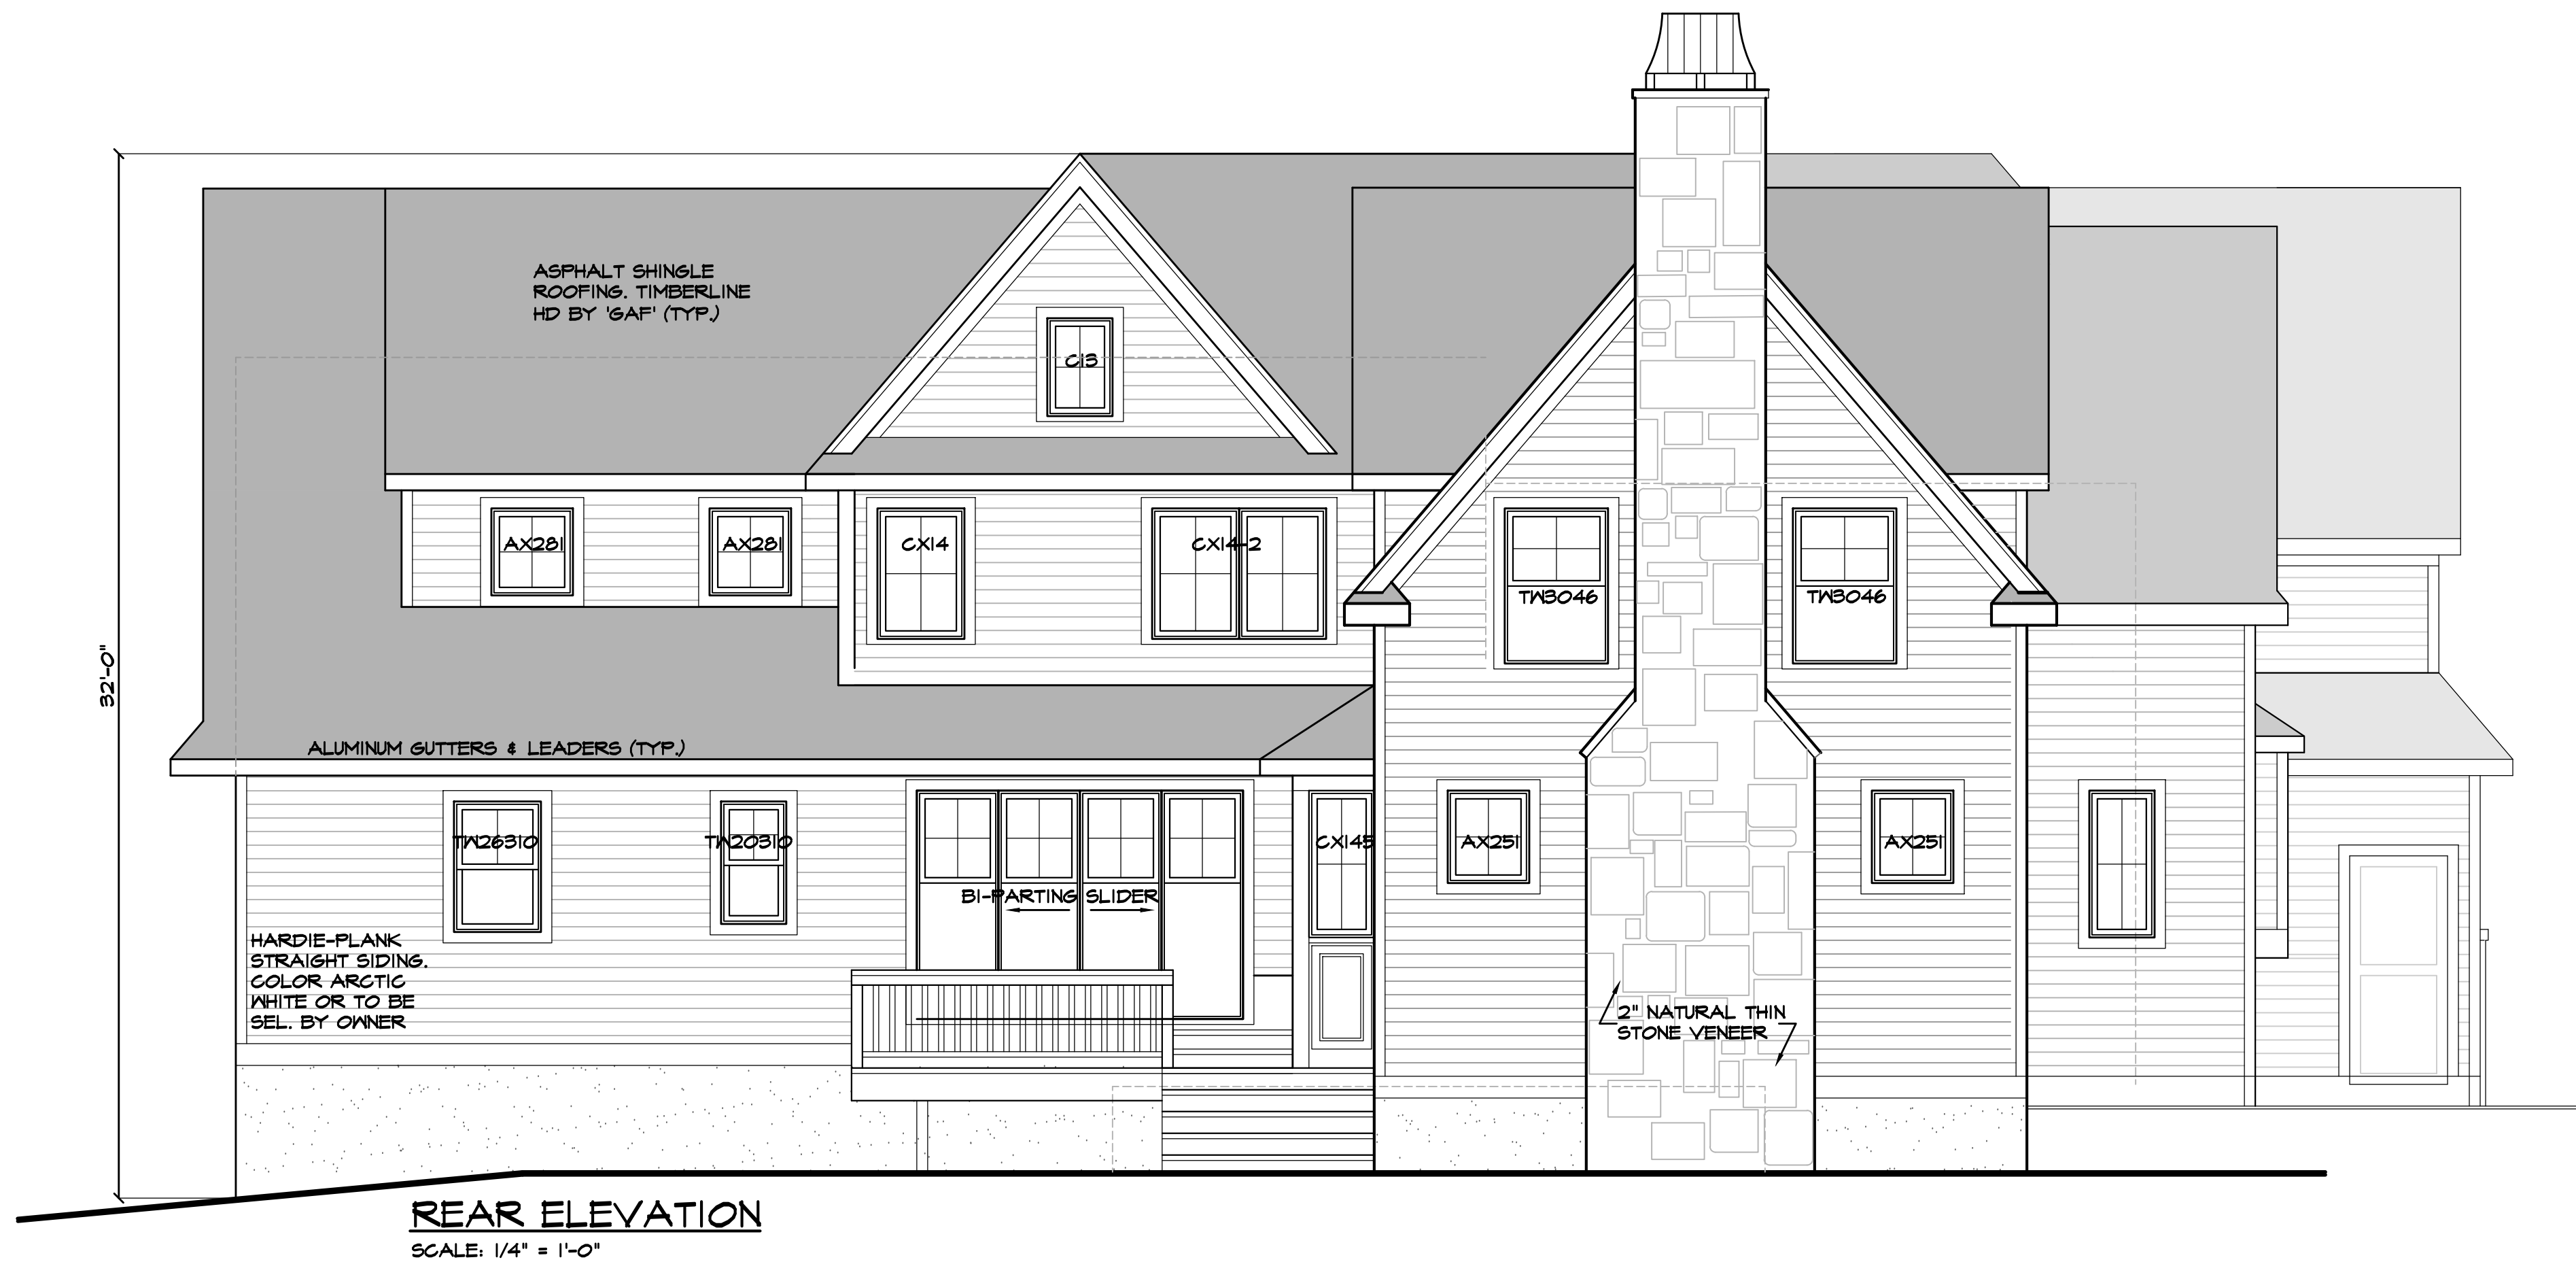 ASPHALT SHINGLE
ROOFING. TIMBERLINE
HD BY 'GAF' (TYP.)
C13
AX281
AX281
CX14
CX14-2
TW3046
TW3046
32'-0"
ALUMINUM GUTTERS & LEADERS (TYP.)
TW26310
TW20310
CX145
AX251
AX251
BI-PARTING SLIDER
HARDIE-PLANK
STRAIGHT SIDING.
COLOR ARCTIC
WHITE OR TO BE
SEL. BY OWNER
2" NATURAL THIN
STONE VENEER
REAR ELEVATION
SCALE: 1/4" = 1'-0"